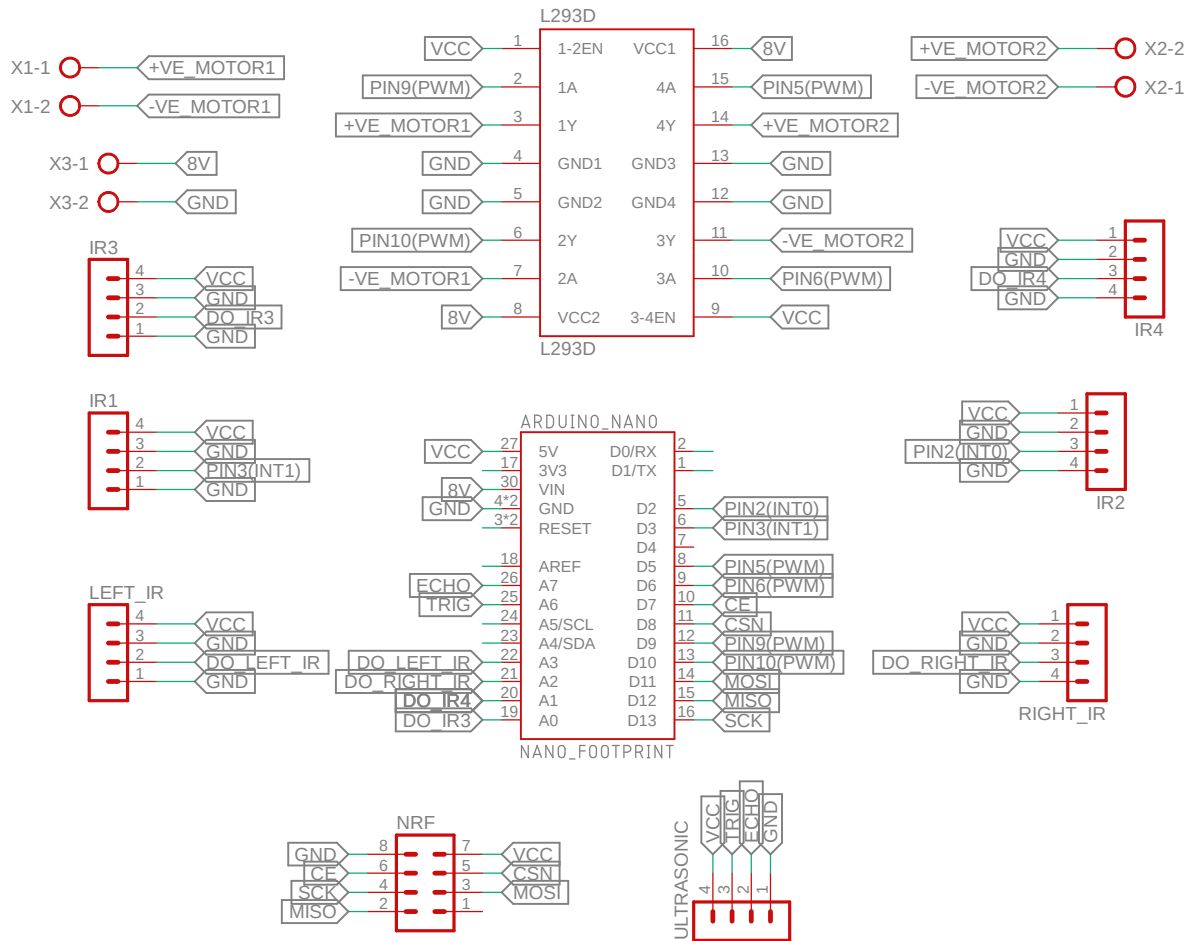 L293D
VCC 1 1-2EN VCC1 16 8V
PIN9(PWM) 2 1A 4A 15 PIN5(PWM)
+VE_MOTOR1 3 1Y 4Y 14 +VE_MOTOR2
GND 4 GND1 GND3 13 GND
GND 5 GND2 GND4 12 GND
PIN10(PWM) 6 2Y 3Y 11 -VE_MOTOR2
-VE_MOTOR1 7 2A 3A 10 PIN6(PWM)
8V 8 VCC2 3-4EN 9 VCC
L293D
X1-1 +VE_MOTOR1
X1-2 -VE_MOTOR1
X3-1 8V
X3-2 GND
+VE_MOTOR2 X2-2
-VE_MOTOR2 X2-1
IR3
4 VCC
3 GND
2 DO_IR3
1 GND
VCC 1
GND 2
DO_IR4 3
GND 4
IR4
IR1
4 VCC
3 GND
2 PIN3(INT1)
1 GND
VCC 1
GND 2
PIN2(INT0) 3
GND 4
IR2
LEFT_IR
4 VCC
3 GND
2 DO_LEFT_IR
1 GND
VCC 1
GND 2
DO_RIGHT_IR 3
GND 4
RIGHT_IR
ARDUINO_NANO
VCC 27 5V D0/RX 2
17 3V3 D1/TX 1
8V 30 VIN
GND 4*2 GND D2 5 PIN2(INT0)
3*2 RESET D3 6 PIN3(INT1)
D4 7
18 AREF D5 8 PIN5(PWM)
ECHO 26 A7 D6 9 PIN6(PWM)
TRIG 25 A6 D7 10 CE
24 A5/SCL D8 11 CSN
23 A4/SDA D9 12 PIN9(PWM)
DO_LEFT_IR 22 A3 D10 13 PIN10(PWM)
DO_RIGHT_IR 21 A2 D11 14 MOSI
DO_IR4 20 A1 D12 15 MISO
DO_IR3 19 A0 D13 16 SCK
NANO_FOOTPRINT
NRF
GND 8 7 VCC
CE 6 5 CSN
SCK 4 3 MOSI
MISO 2 1
ULTRASONIC
VCC 4
TRIG 3
ECHO 2
GND 1